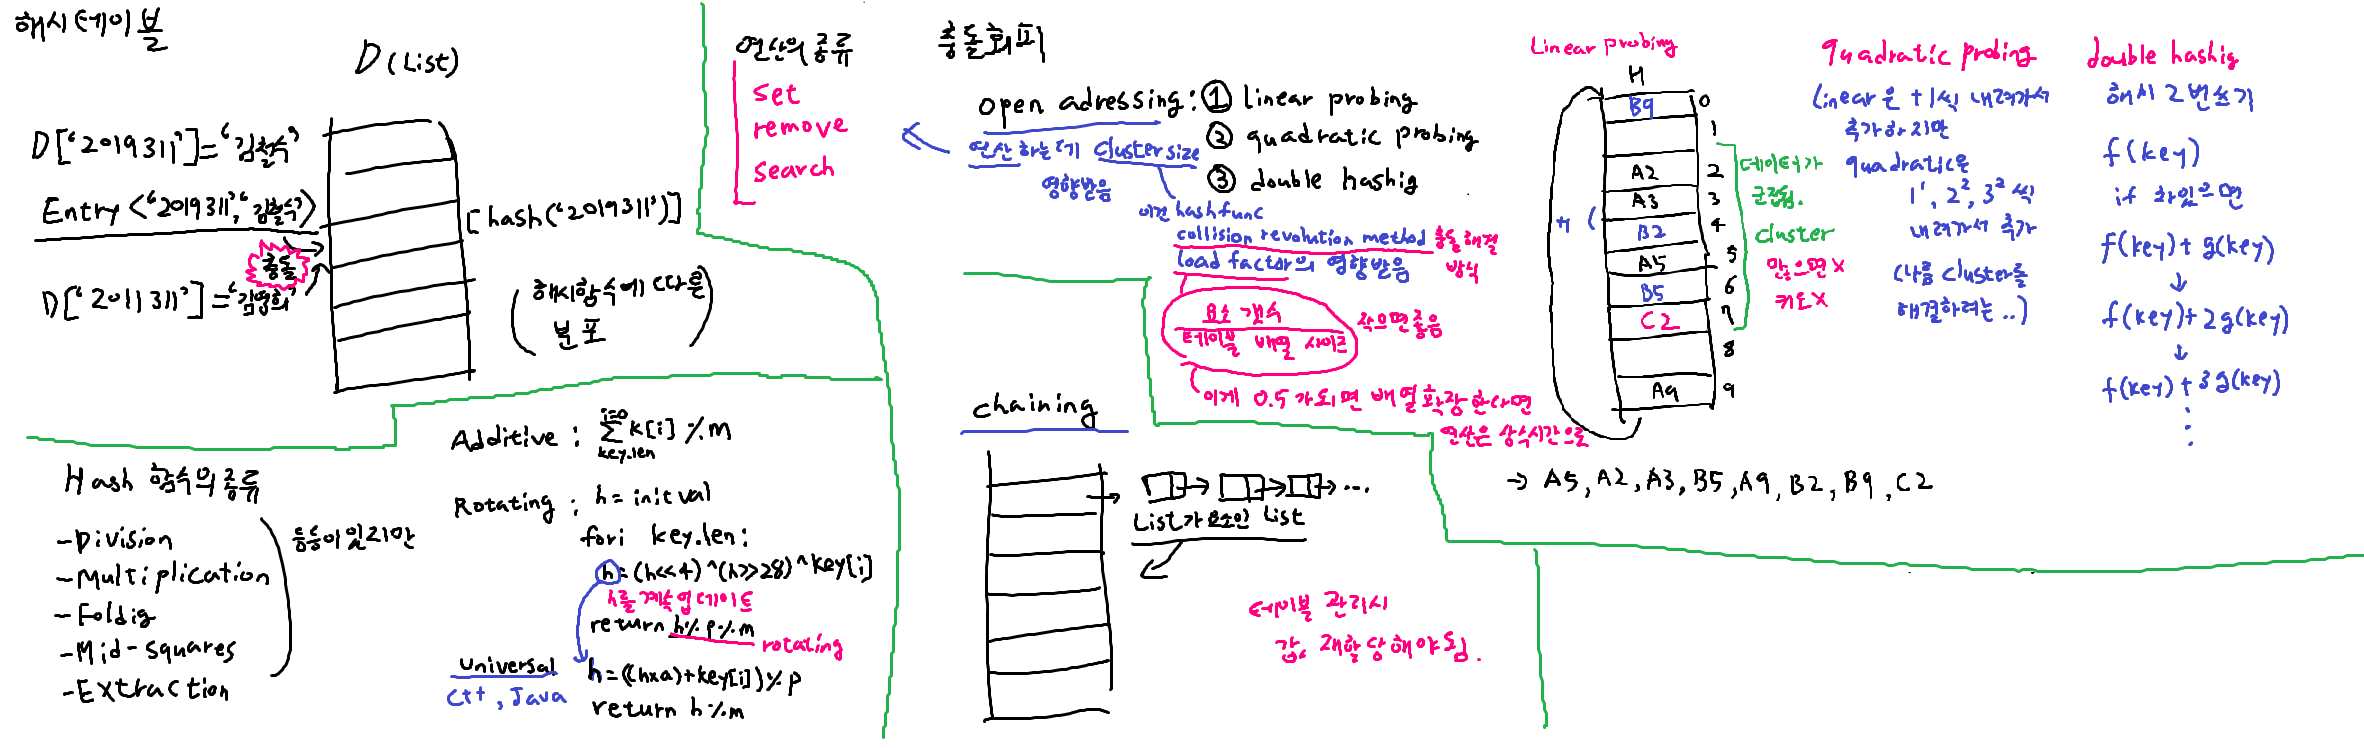 해시테이블
D (List)
D['2019311']='김철수'
Entry <'2019311', '김철수'>
충돌
D['2011311']='김영희'
[hash('2019311')]
(해시함수에 따른
분포)
연산의 종류
set
remove
search
Hash 함수의 종류
-Division
-Multiplication
-Foldig
-Mid-squares
-Extraction
등등이 있지만
Additive : i=0 Σ key.len k[i] % m
Rotating : h = init val
for i key.len:
h=(h<<4)^(h>>28)^key[i]
h를 계속 업데이트
return h%p%m
rotating
universal
C++, Java
h=((h×a)+key[i])%p
return h%m
충돌회피
open adressing : ① linear probing
② quadratic probing
③ double hashig
연산하는데 Cluster size
영향받음
이건 hashfunc
collision revolution method 충돌해결
방식
load factor의 영향받음
요소 갯수
테이블 배열 사이즈
작으면좋음
이게 0.5가되면 배열확장한다면
연산은 상수시간으로
chaining
List가요소인 List
테이블 관리시
값 재할당해야됨.
Linear probing
H
B9 0
1
A2 2
A3 3
B2 4
A5 5
B5 6
C2 7
8
A9 9
데이터가
군집됨.
Cluster
많으면 X
커도 X
→ A5, A2, A3, B5, A9, B2, B9, C2
quadratic probing
(linear은 +1씩 내려가서
추가하지만
quadratic은
1', 2², 3² 씩
내려가서 추가
(나름 Cluster를
해결하려는..)
double hashig
해시 2번쓰기
f(key)
if 차있으면
f(key)+ g(key)
↓
f(key)+ 2g(key)
↓
f(key) + 3g(key)
⋮